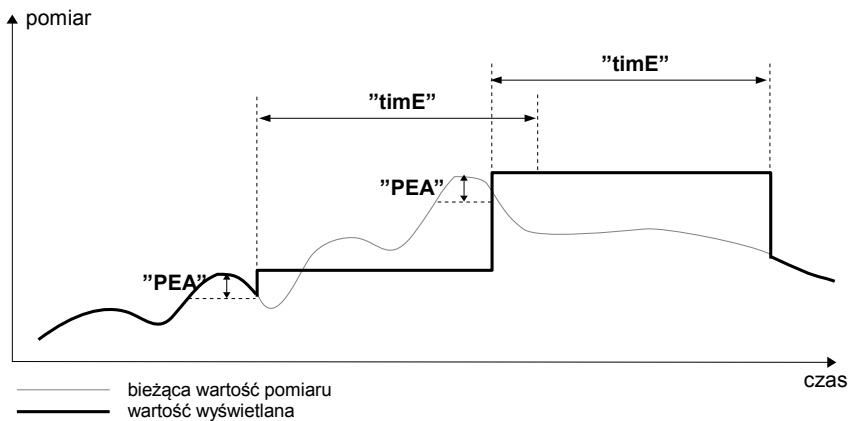 pomiar
”timE”
”timE”
”PEA”
”PEA”
czas
bieżąca wartość pomiaru
wartość wyświetlana